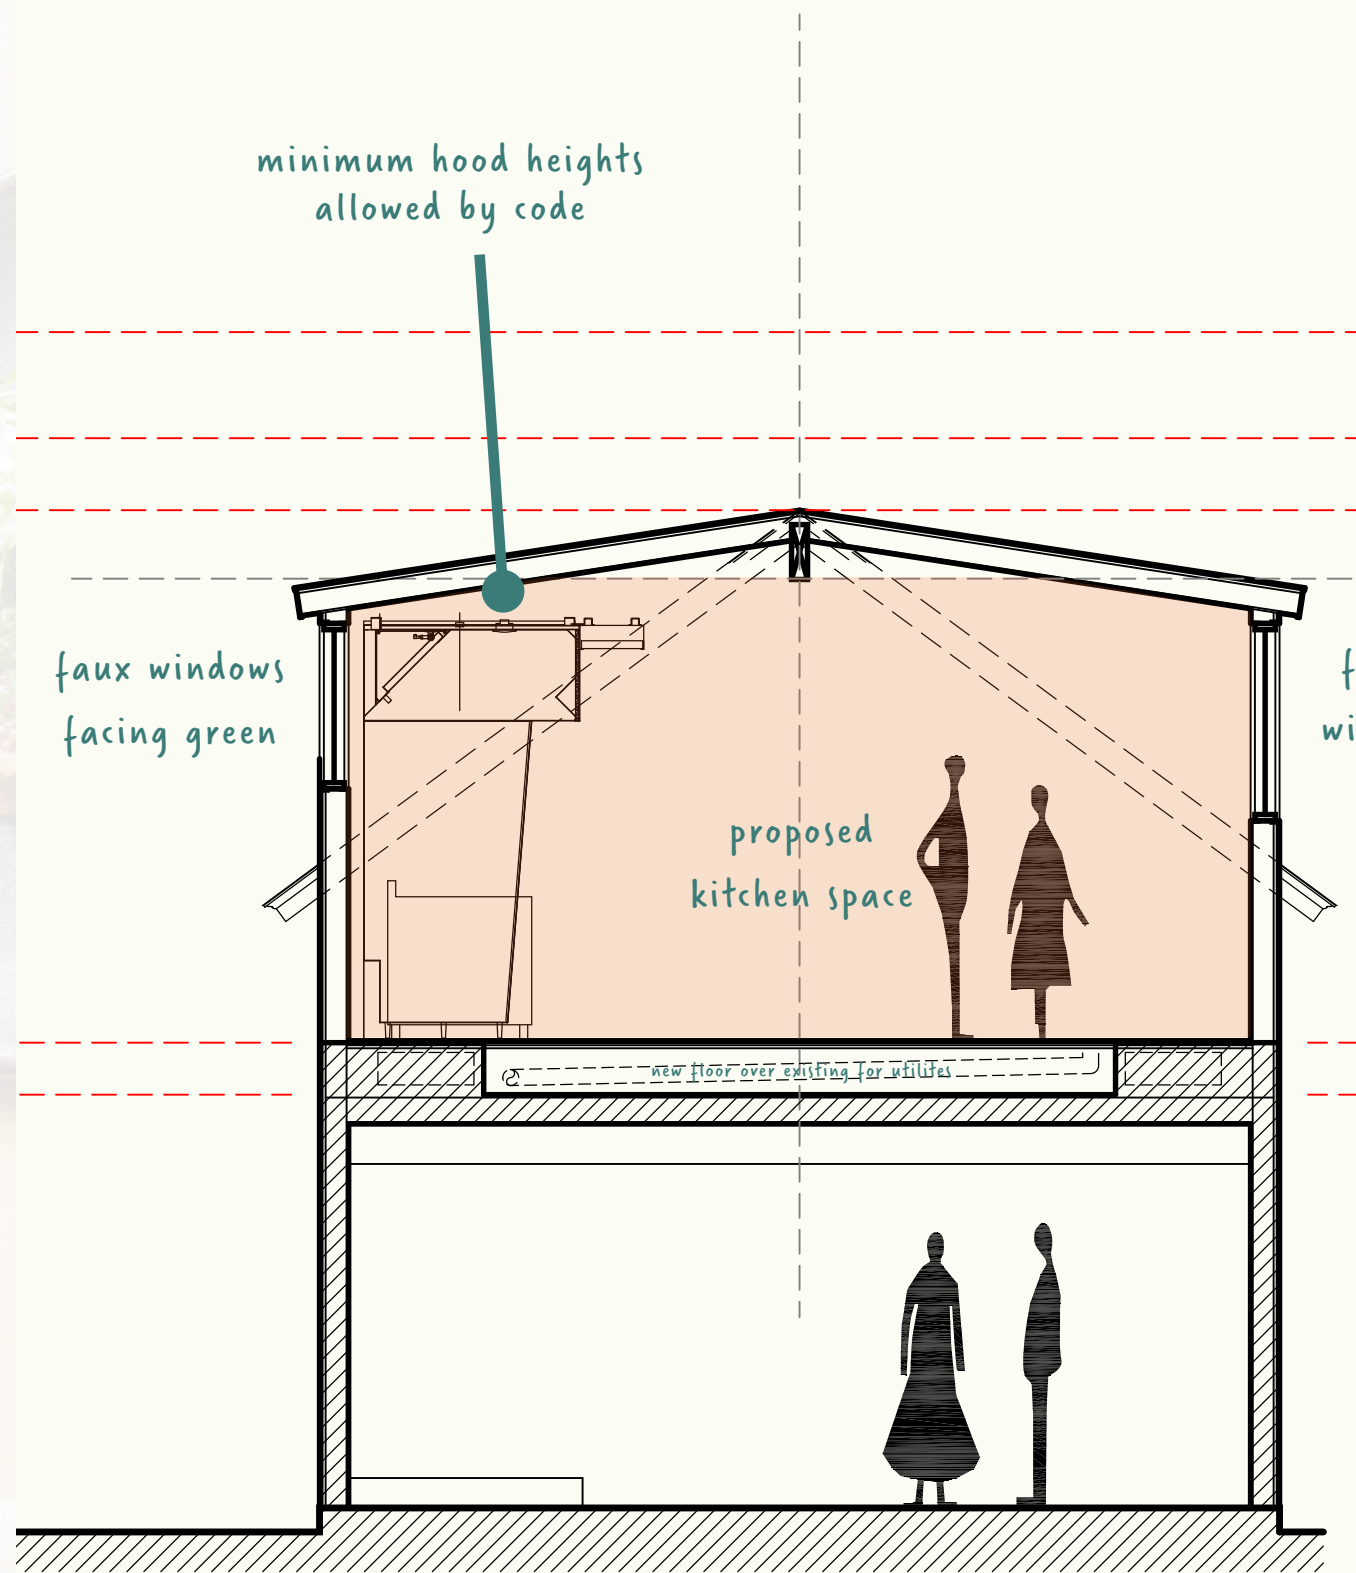 minimum hood heights
allowed by code
faux windows
facing green
f
wi
proposed
kitchen space
new floor over existing for utilites